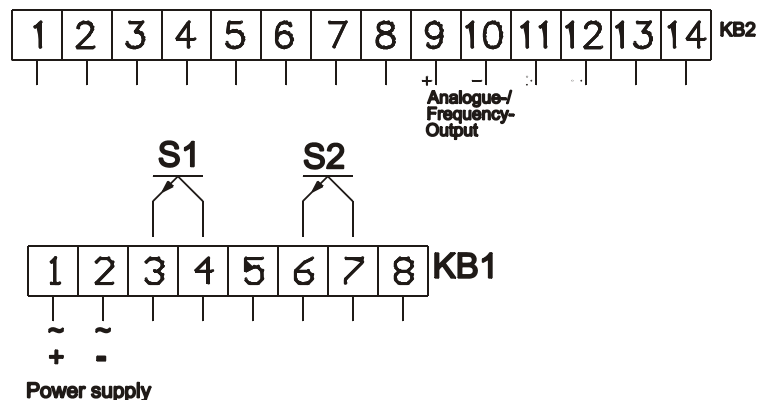 1 2 3 4 5 6 7 8 9 10 11 12 13 14 KB2
+ -
Analogue-/
Frequency-
Output
S1 S2
1 2 3 4 5 6 7 8 KB1
~ ~
+ -
Power supply